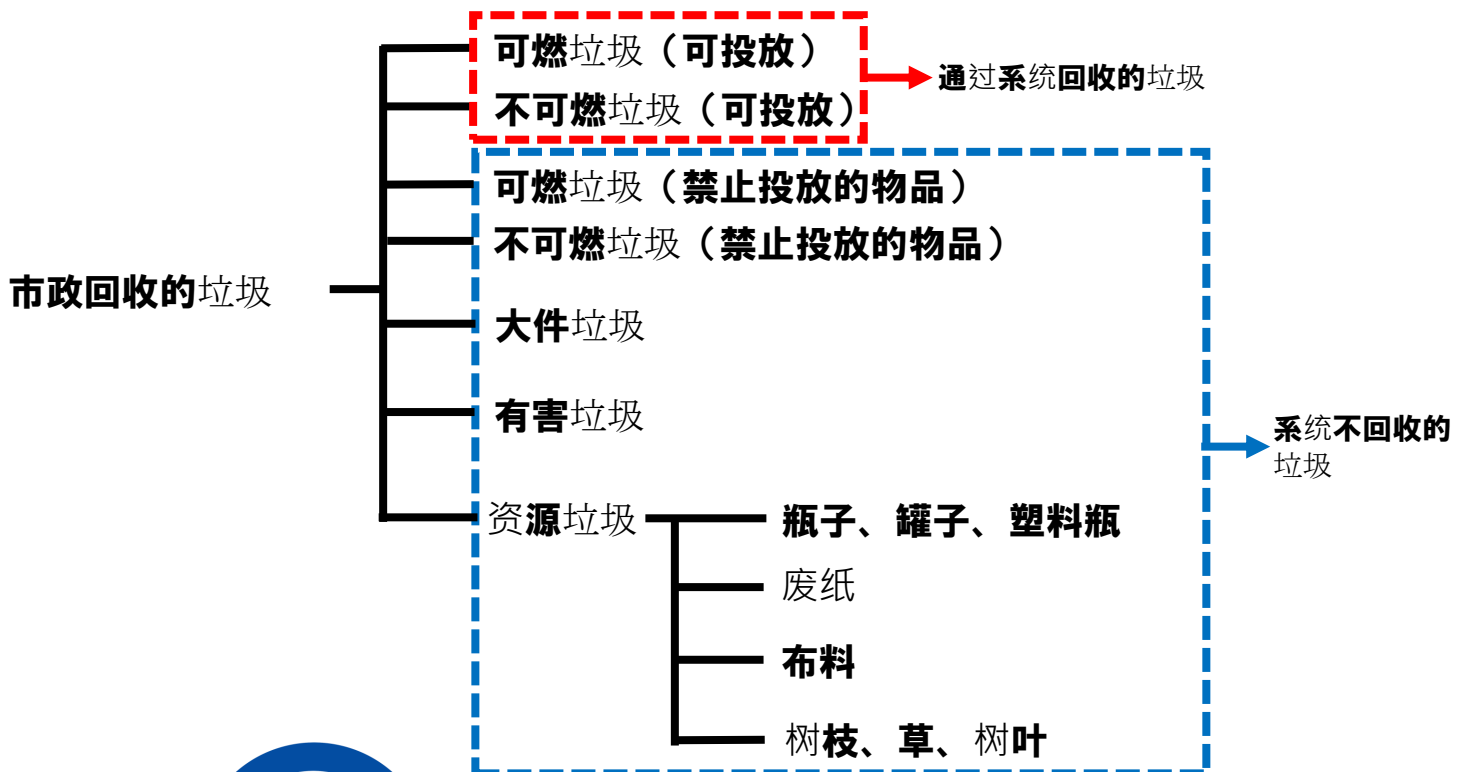 可燃垃圾（可投放）
不可燃垃圾（可投放）
通过系统回收的垃圾
可燃垃圾（禁止投放的物品）
不可燃垃圾（禁止投放的物品）
市政回收的垃圾
大件垃圾
有害垃圾
系统不回收的
垃圾
资源垃圾
瓶子、罐子、塑料瓶
废纸
布料
树枝、草、树叶